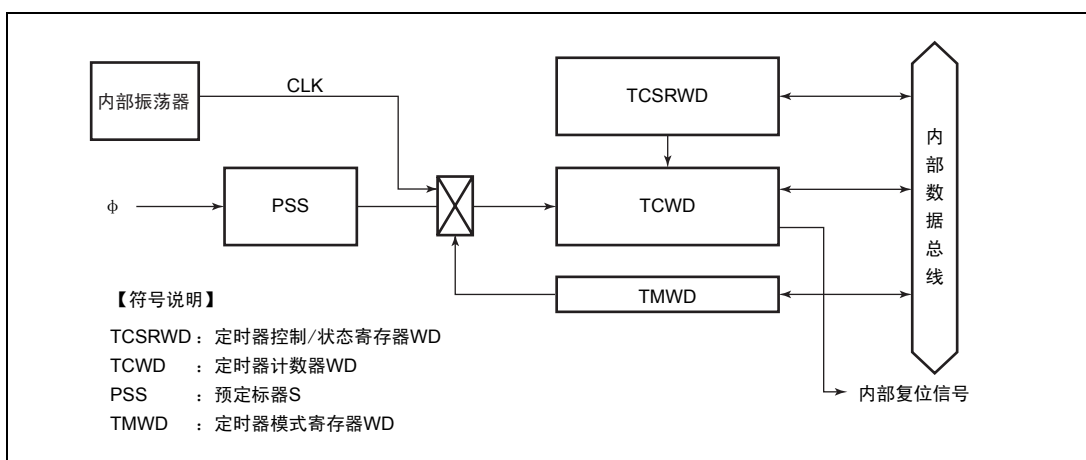 内部振荡器
CLK
TCSRWD
φ
PSS
TCWD
TMWD
内部数据总线
内部复位信号
【符号说明】
TCSRWD：定时器控制/状态寄存器WD
TCWD ：定时器计数器WD
PSS ：预定标器S
TMWD ：定时器模式寄存器WD